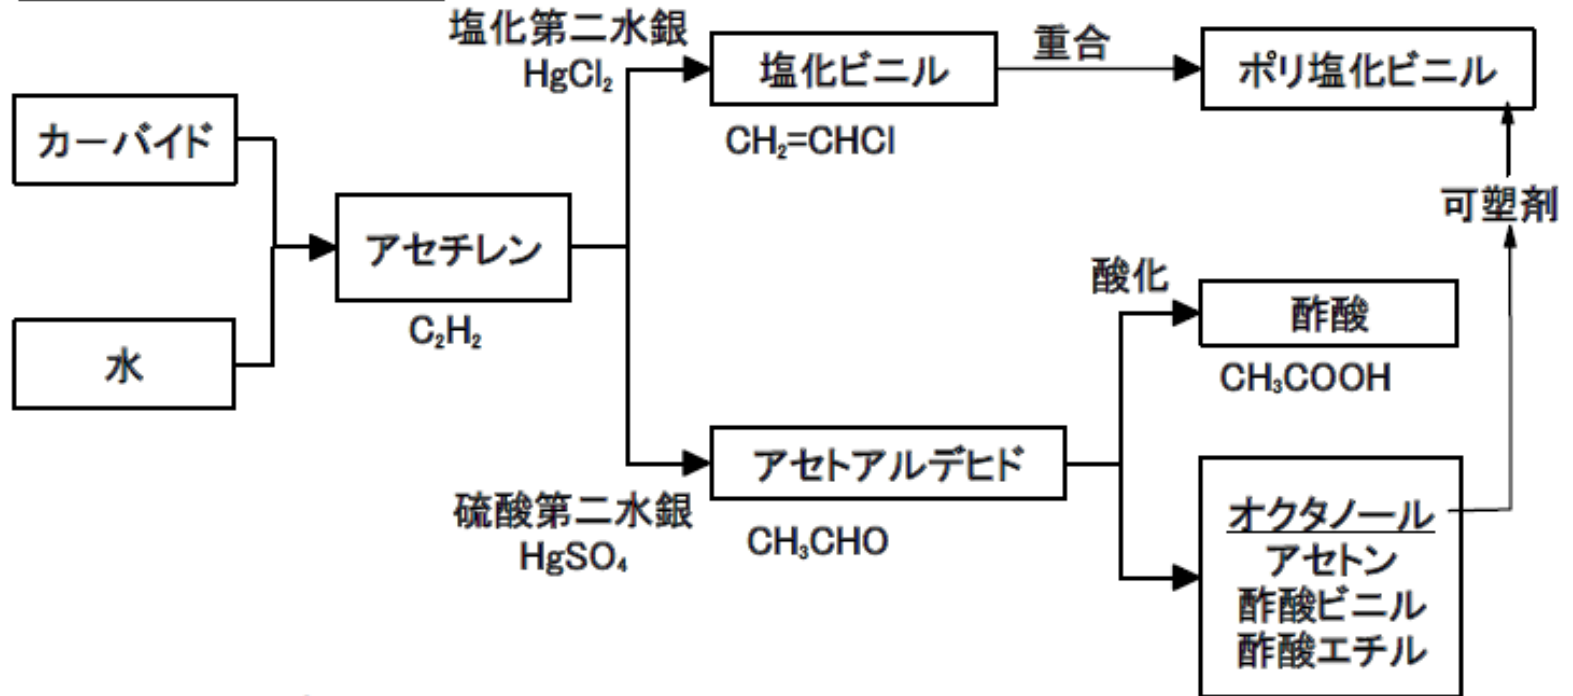 塩化第二水銀
HgCl₂
塩化ビニル
CH₂=CHCl
重合
ポリ塩化ビニル
カーバイド
水
アセチレン
C₂H₂
可塑剤
酸化
酢酸
CH₃COOH
硫酸第二水銀
HgSO₄
アセトアルデヒド
CH₃CHO
オクタノール
アセトン
酢酸ビニル
酢酸エチル